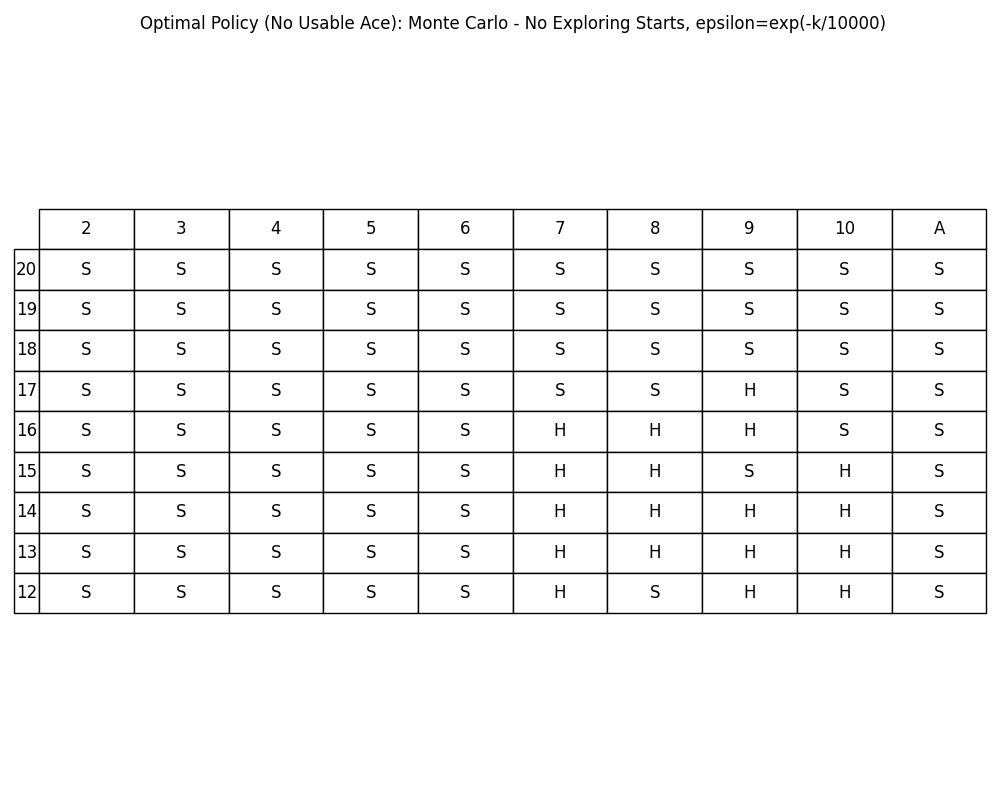 Optimal Policy (No Usable Ace): Monte Carlo - No Exploring Starts, epsilon=exp(-k/10000)
2 3 4 5 6 7 8 9 10 A
20 S S S S S S S S S S
19 S S S S S S S S S S
18 S S S S S S S S S S
17 S S S S S S S H S S
16 S S S S S H H H S S
15 S S S S S H H S H S
14 S S S S S H H H H S
13 S S S S S H H H H S
12 S S S S S H S H H S